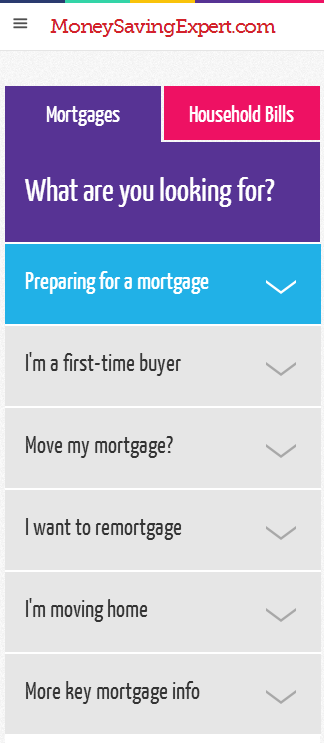 MoneySavingExpert.com
Mortgages
Household Bills
What are you looking for?
Preparing for a mortgage
I'm a first-time buyer
Move my mortgage?
I want to remortgage
I'm moving home
More key mortgage info